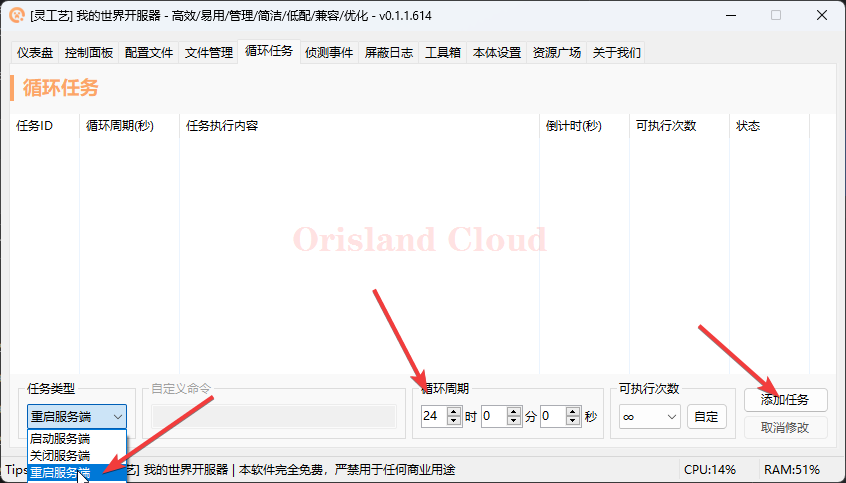 [灵工艺] 我的世界开服器 - 高效/易用/管理/简洁/低配/兼容/优化 - v0.1.1.614
仪表盘 控制面板 配置文件 文件管理 循环任务 侦测事件 屏蔽日志 工具箱 本体设置 资源广场 关于我们
循环任务
任务ID 循环周期(秒) 任务执行内容 倒计时(秒) 可执行次数 状态
Orisland Cloud
任务类型 自定义命令 循环周期 可执行次数 添加任务
重启服务端 24 时 0 分 0 秒 ∞ 自定 取消修改
启动服务端
关闭服务端
重启服务端
Tips 艺] 我的世界开服器 | 本软件完全免费，严禁用于任何商业用途 CPU:14% RAM:51%